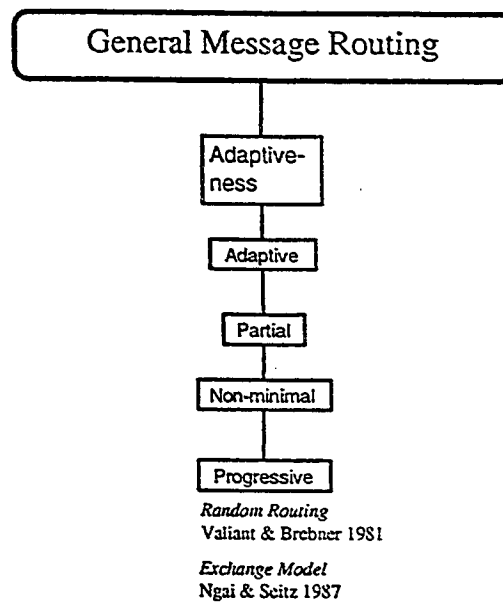 General Message Routing
Adaptive-
ness
Adaptive
Partial
Non-minimal
Progressive
Random Routing
Valiant & Brebner 1981
Exchange Model
Ngai & Seitz 1987